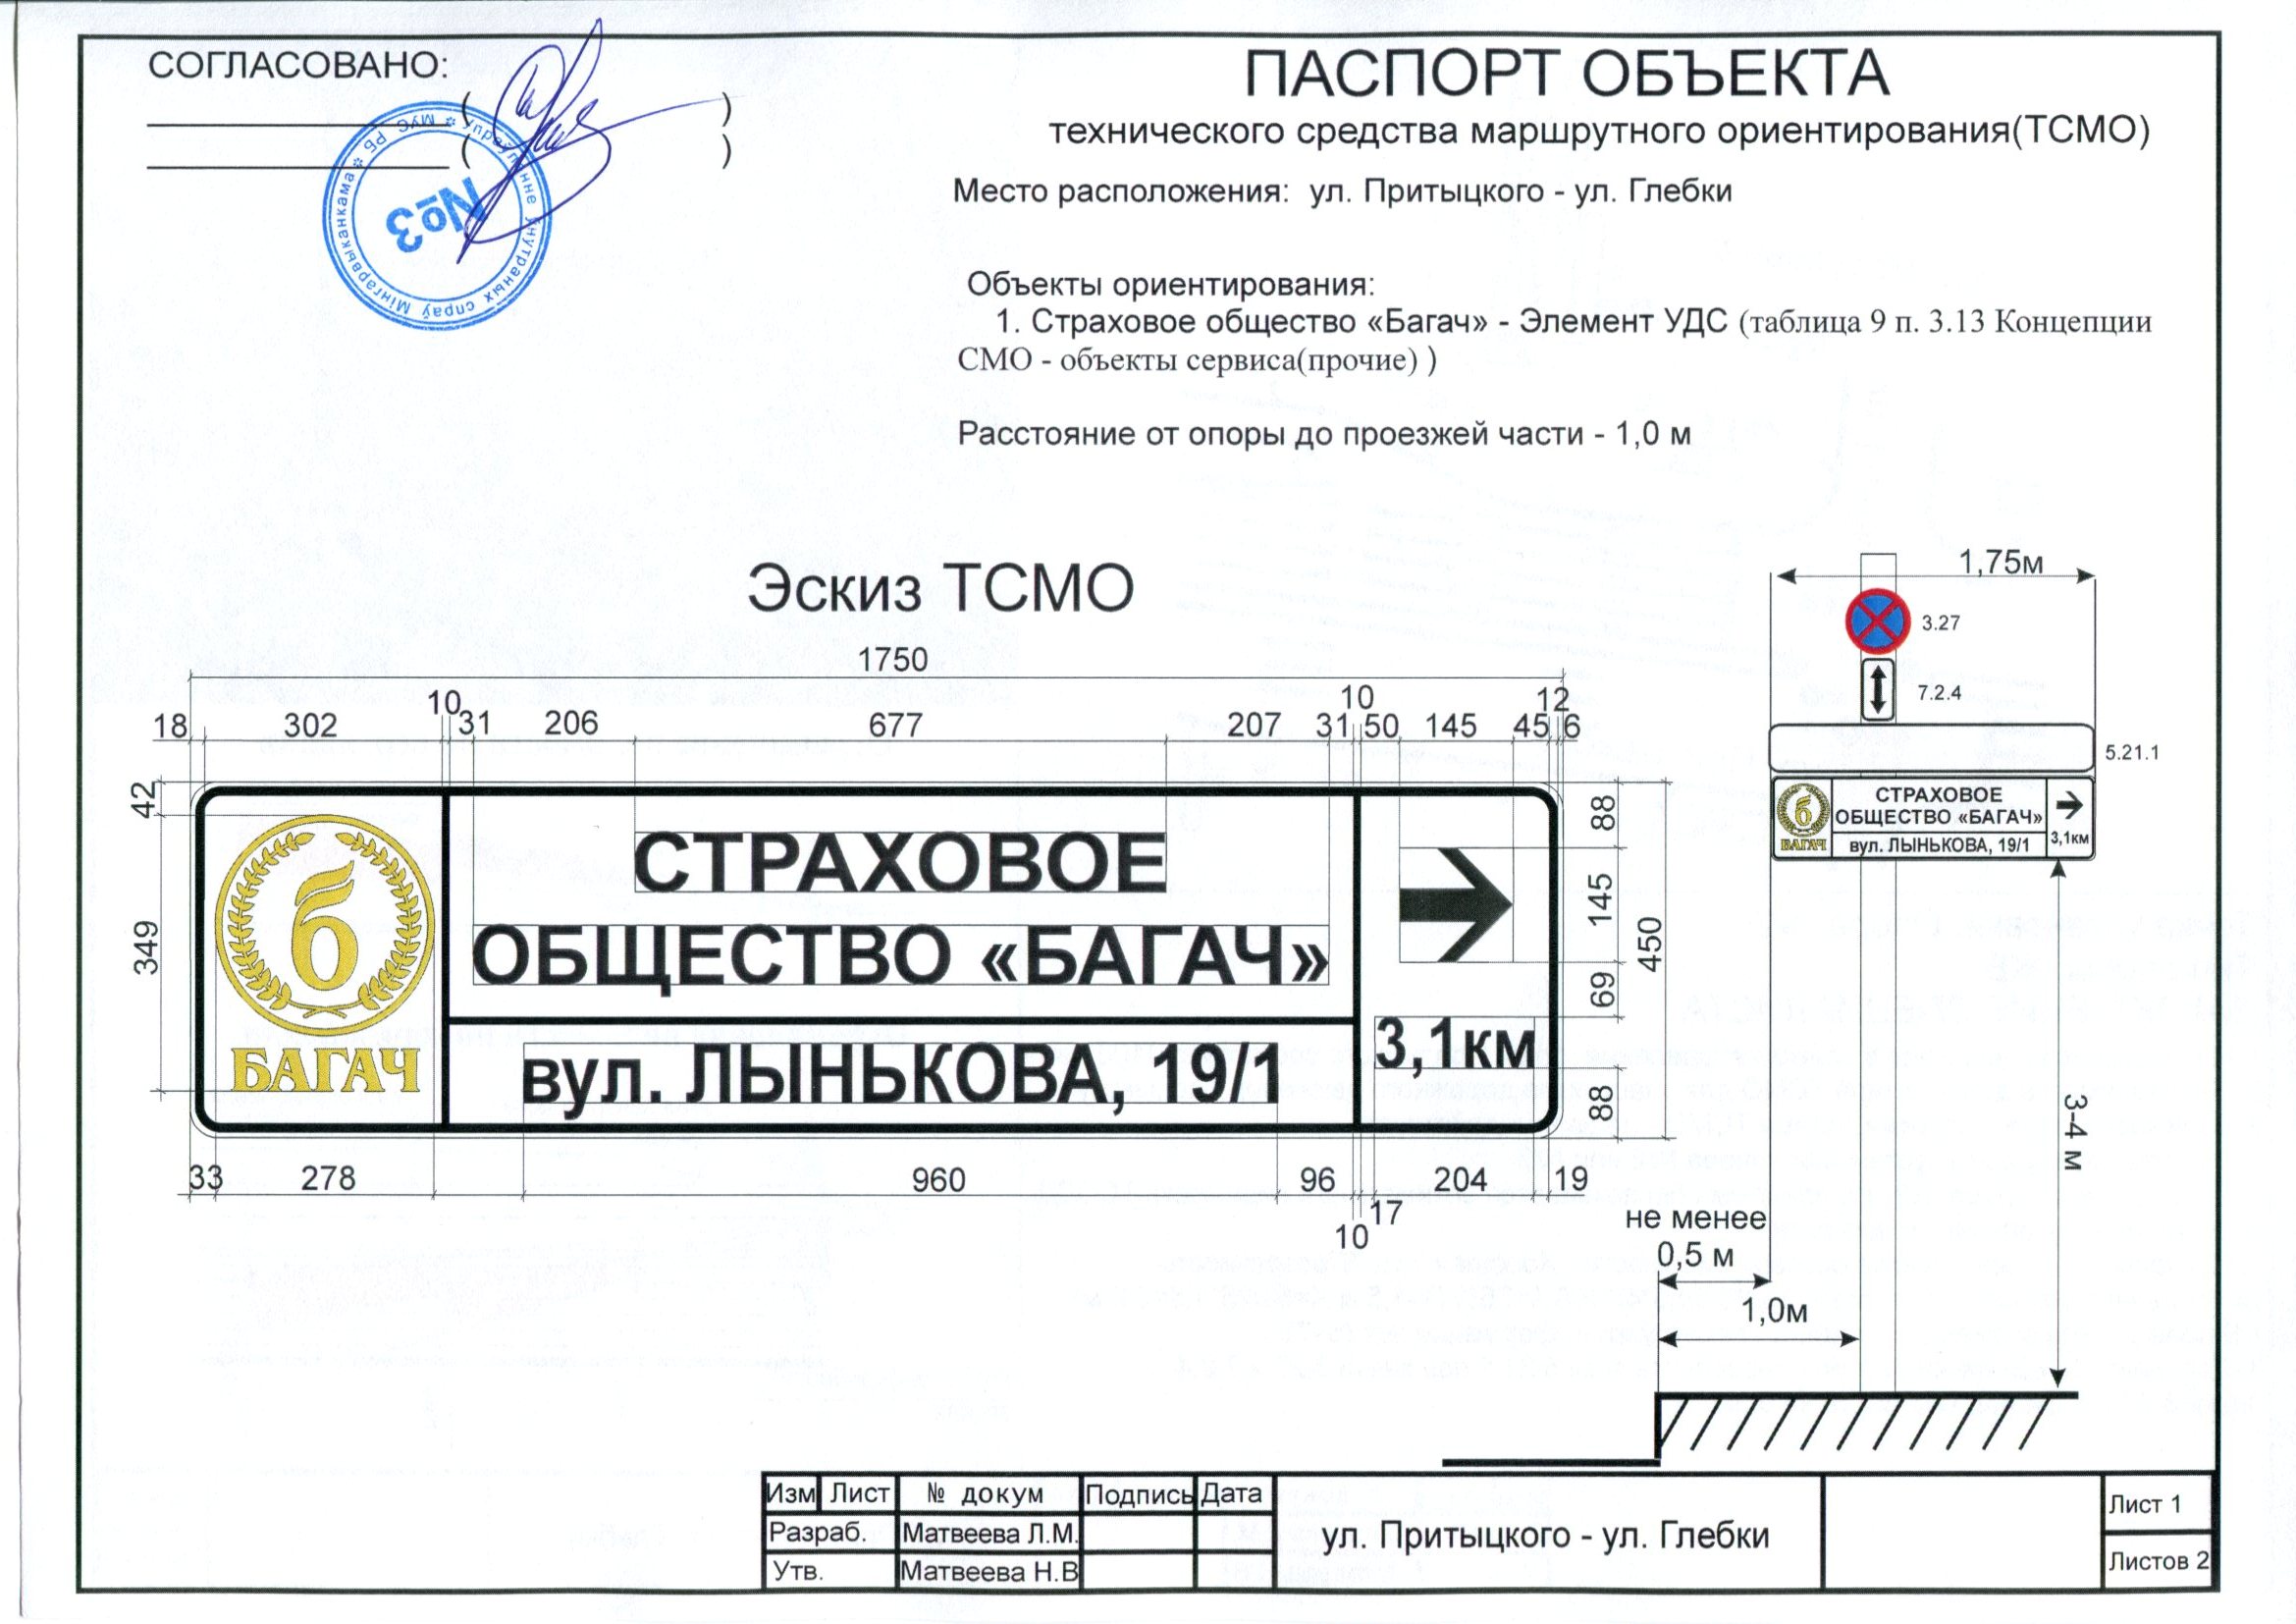 СОГЛАСОВАНО:
ПАСПОРТ ОБЪЕКТА
технического средства маршрутного ориентирования(ТСМО)
( )
( )
Упраўленне ўнутраных спраў Мінгарвыканкама * МУС РБ *
№3
Место расположения: ул. Притыцкого - ул. Глебки
Объекты ориентирования:
1. Страховое общество «Багач» - Элемент УДС (таблица 9 п. 3.13 Концепции
СМО - объекты сервиса(прочие) )
Расстояние от опоры до проезжей части - 1,0 м
Эскиз ТСМО
1750
10 10 12
18 302 31 206 677 207 31 50 145 45 6
42
349
б
БАГАЧ
СТРАХОВОЕ
ОБЩЕСТВО «БАГАЧ»
вул. ЛЫНЬКОВА, 19/1
3,1км
88
145
69
88
450
33 278 960 96 204 19
17
10
1,75м
3.27
7.2.4
5.21.1
б
БАГАЧ
СТРАХОВОЕ
ОБЩЕСТВО «БАГАЧ»
вул. ЛЫНЬКОВА, 19/1
3,1км
3-4 м
не менее
0,5 м
1,0м
Изм Лист № докум Подпись Дата
Разраб. Матвеева Л.М.
Утв. Матвеева Н.В
ул. Притыцкого - ул. Глебки
Лист 1
Листов 2